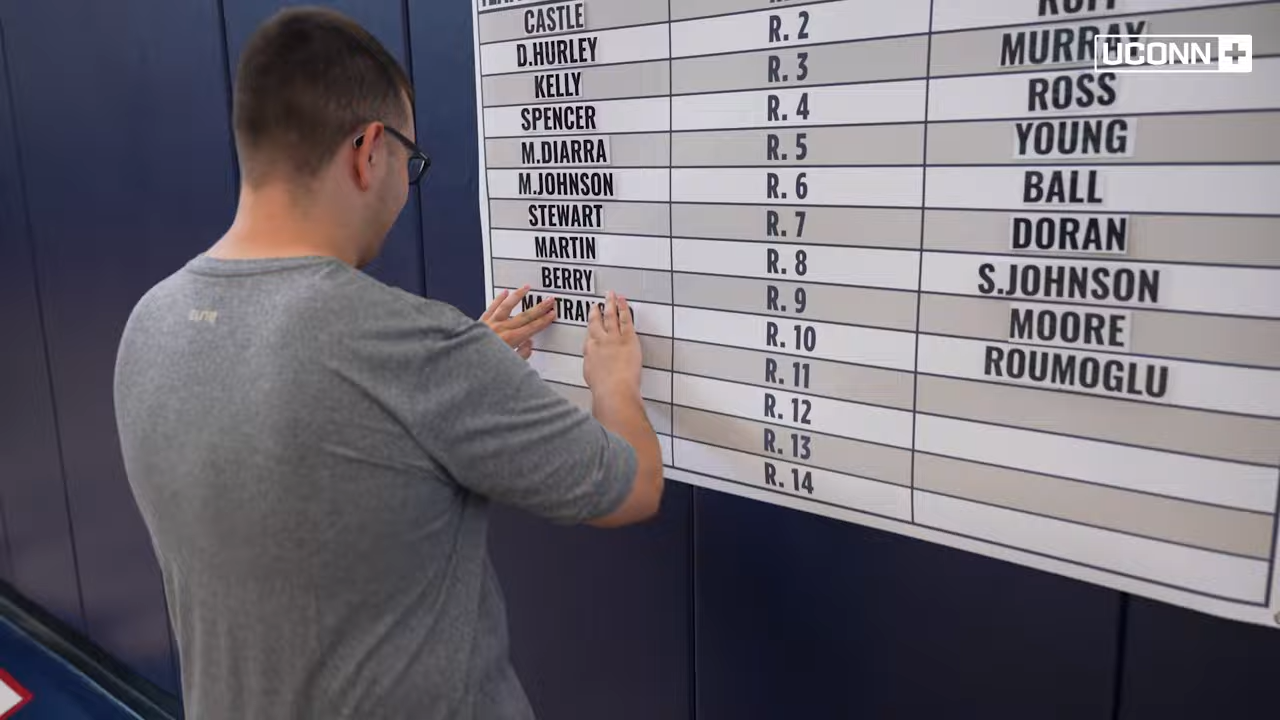 CASTLE
D.HURLEY
KELLY
SPENCER
M.DIARRA
M.JOHNSON
STEWART
MARTIN
BERRY
R. 2
R. 3
R. 4
R. 5
R. 6
R. 7
R. 8
R. 9
R. 10
R. 11
R. 12
R. 13
R. 14
MURRAY
ROSS
YOUNG
BALL
DORAN
S.JOHNSON
MOORE
ROUMOGLU
UCONN+